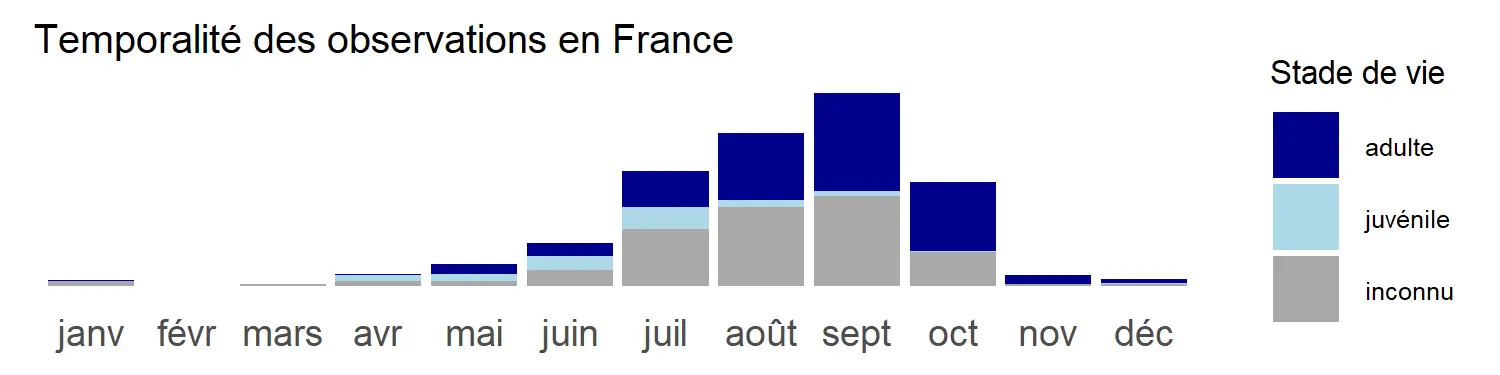 Temporalité des observations en France
Stade de vie
adulte
juvénile
inconnu
janv févr mars avr mai juin juil août sept oct nov déc